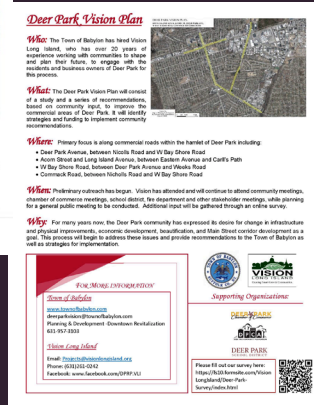 Deer Park Vision Plan
Who: The Town of Babylon has hired Vision
Long Island, who has over 20 years of
experience working with communities to shape
and plan their future, to engage with the
residents and business owners of Deer Park for
this process.
What: The Deer Park Vision Plan will consist
of a study and a series of recommendations,
based on community input, to improve the
commercial areas of Deer Park. It will identify
strategies and funding to implement community
recommendations.
Where: Primary focus is along commercial roads within the hamlet of Deer Park including:
• Deer Park Avenue, between Nicolls Road and W Bay Shore Road
• Acorn Street and Long Island Avenue, between Eastern Avenue and Carll's Path
• W Bay Shore Road, between Deer Park Avenue and Weeks Road
• Commack Road, between Nicholls Road and W Bay Shore Road
When: Preliminary outreach has begun. Vision has attended and will continue to attend community meetings,
chamber of commerce meetings, school district, fire department and other stakeholder meetings, while planning
for a general public meeting to be conducted. Additional input will be gathered through an online survey.
Why: For many years now, the Deer Park community has expressed its desire for change in infrastructure
and physical improvements, economic development, beautification, and Main Street corridor development as a
goal. This process will begin to address these issues and provide recommendations to the Town of Babylon as
well as strategies for implementation.
FOR MORE INFORMATION
Town of Babylon
www.townofbabylon.com
deerparkvision@townofbabylon.com
Planning & Development -Downtown Revitalization
631-957-3103
Vision Long Island
Email: Projects@visionlongisland.org
Phone: (631)261-0242
Facebook: www.facebook.com/DPRP.VLI
VISION
LONG ISLAND
Supporting Organizations:
DEER PARK
DEER PARK
Please fill out our survey here:
https://fs10.formsite.com/Vision
LongIsland/Deer-Park-
Survey/index.html